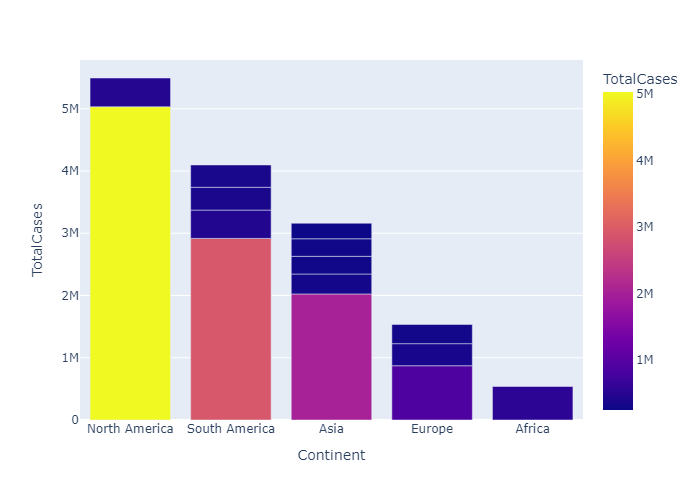 TotalCases
5M
4M
3M
2M
1M
0
TotalCases
5M
4M
3M
2M
1M
North America
South America
Asia
Europe
Africa
Continent